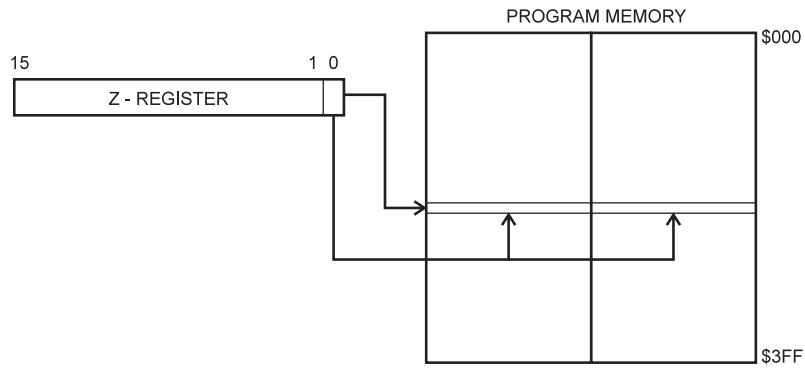 PROGRAM MEMORY
$000
15
1 0
Z - REGISTER
$3FF